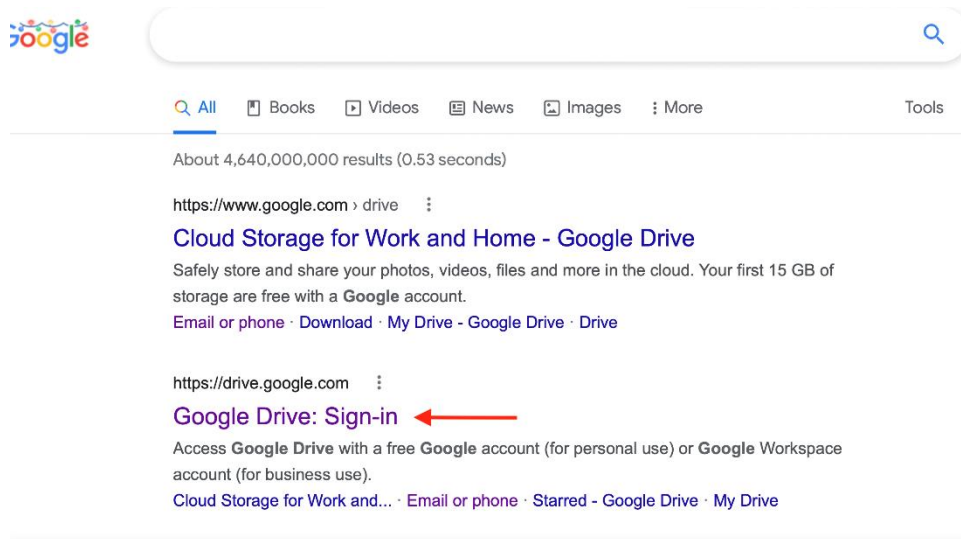 Google
All Books Videos News Images More Tools
About 4,640,000,000 results (0.53 seconds)
https://www.google.com › drive
Cloud Storage for Work and Home - Google Drive
Safely store and share your photos, videos, files and more in the cloud. Your first 15 GB of
storage are free with a Google account.
Email or phone · Download · My Drive - Google Drive · Drive
https://drive.google.com
Google Drive: Sign-in
Access Google Drive with a free Google account (for personal use) or Google Workspace
account (for business use).
Cloud Storage for Work and... · Email or phone · Starred - Google Drive · My Drive